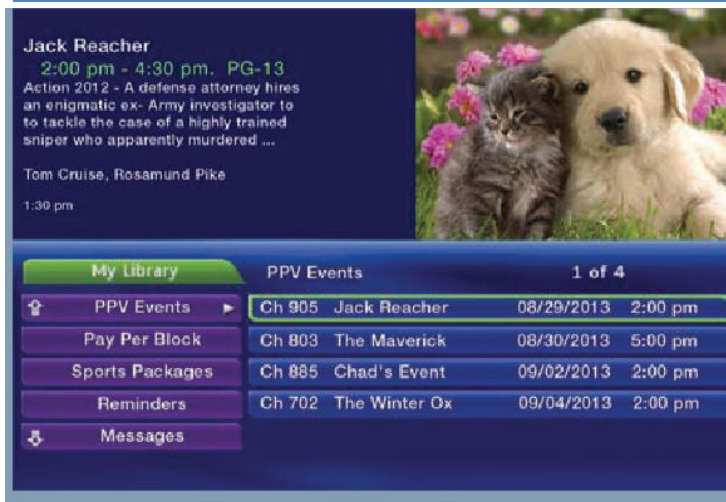 Jack Reacher
2:00 pm - 4:30 pm. PG-13
Action 2012 - A defense attorney hires
an enigmatic ex- Army investigator to
to tackle the case of a highly trained
sniper who apparently murdered ...
Tom Cruise, Rosamund Pike
1:30 pm
My Library
PPV Events 1 of 4
PPV Events
Ch 905 Jack Reacher 08/29/2013 2:00 pm
Pay Per Block
Ch 803 The Maverick 08/30/2013 5:00 pm
Sports Packages
Ch 885 Chad's Event 09/02/2013 2:00 pm
Reminders
Ch 702 The Winter Ox 09/04/2013 2:00 pm
Messages